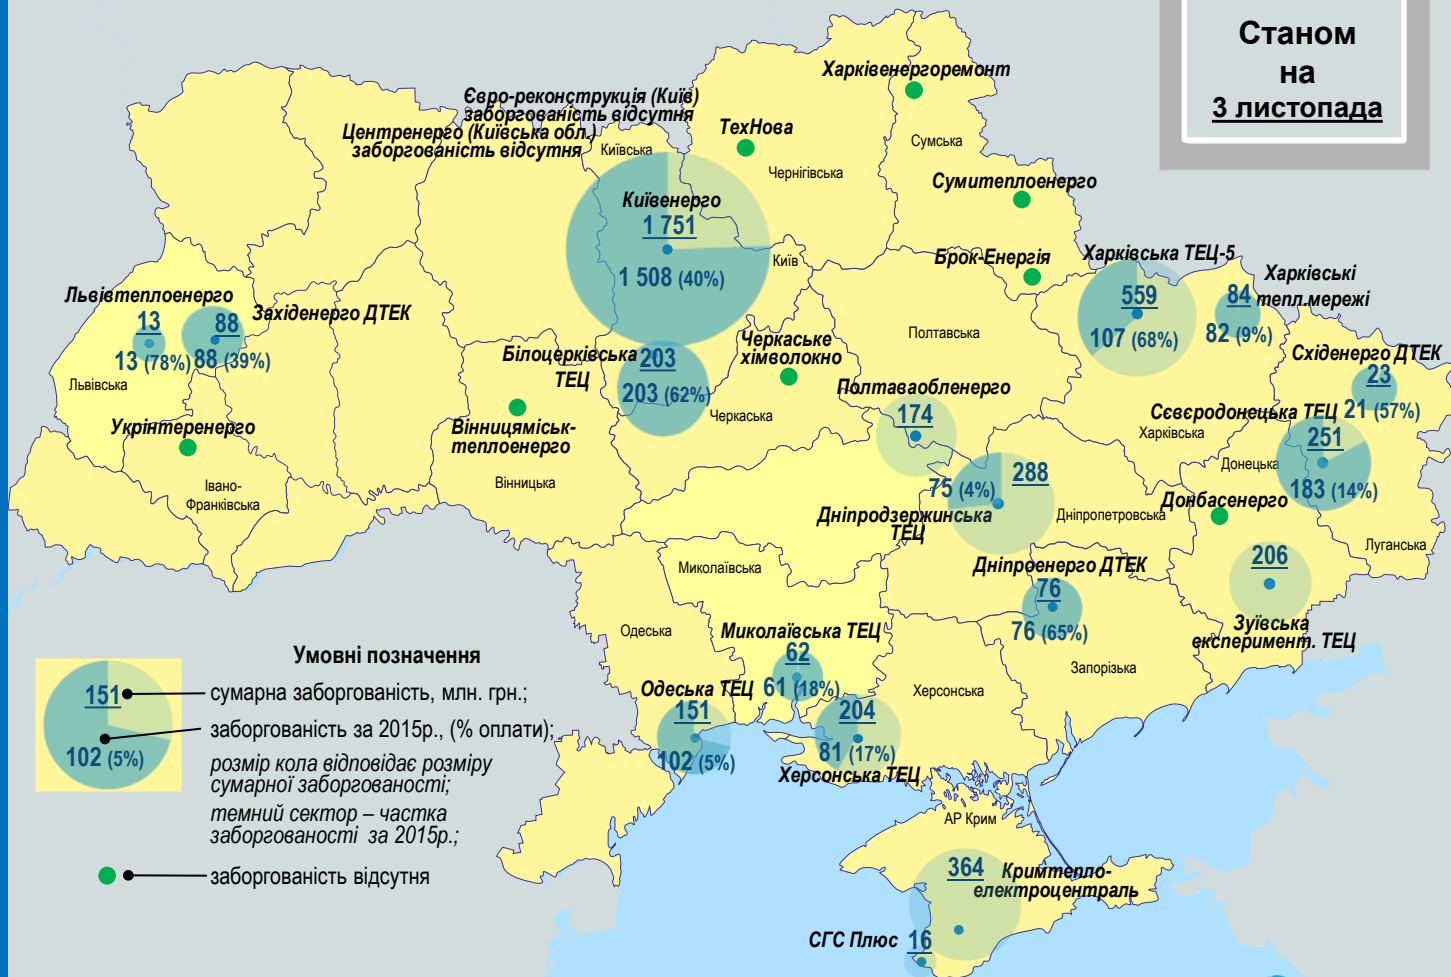 Станом
на
3 листопада
Харківенергоремонт
Євро-реконструкція (Київ)
заборгованість відсутня
Центренерго (Київська обл.)
заборгованість відсутня
Київська
ТехНова
Чернігівська
Сумська
Сумитеплоенерго
Київенерго
1 751
1 508 (40%)
Київ
Брок-Енергія
Харківська ТЕЦ-5
559
107 (68%)
Харківські
тепл.мережі
84
82 (9%)
Львівтеплоенерго
13
13 (78%)
Західенерго ДТЕК
88
88 (39%)
Львівська
Білоцерківська
ТЕЦ
203
203 (62%)
Черкаське
хімволокно
Черкаська
Полтавська
Полтаваобленерго
174
Східенерго ДТЕК
23
21 (57%)
Сєвєродонецька ТЕЦ
251
183 (14%)
Харківська
Донецька
Укрінтеренерго
Івано-
Франківська
Вінницяміськ-
теплоенерго
Вінницька
288
75 (4%)
Дніпродзержинська
ТЕЦ
Дніпропетровська
Донбасенерго
Луганська
206
Зуївська
експеримент. ТЕЦ
Дніпроенерго ДТЕК
76
76 (65%)
Запорізька
Миколаївська
Одеська
Миколаївська ТЕЦ
62
61 (18%)
Одеська ТЕЦ
151
102 (5%)
Херсонська
204
81 (17%)
Херсонська ТЕЦ
АР Крим
364
Кримтепло-
електроцентраль
СГС Плюс
16
Умовні позначення
151
102 (5%)
сумарна заборгованість, млн. грн.;
заборгованість за 2015р., (% оплати);
розмір кола відповідає розміру
сумарної заборгованості;
темний сектор – частка
заборгованості за 2015р.;
заборгованість відсутня